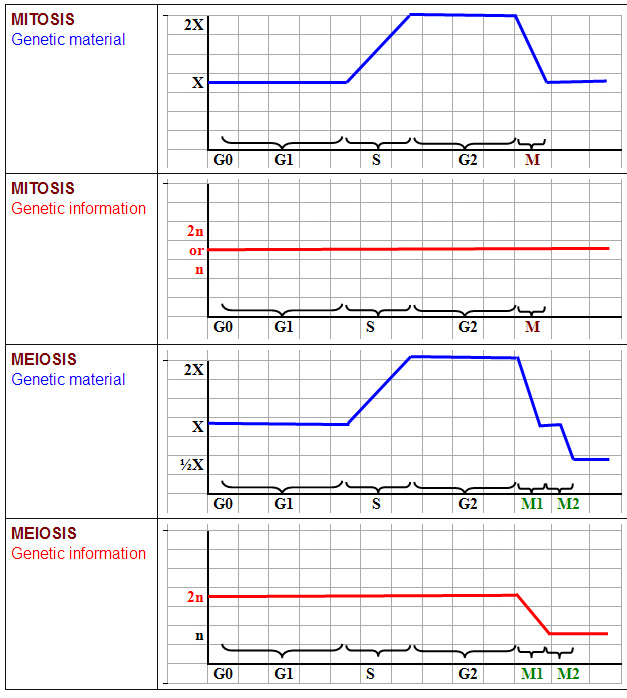 MITOSIS
Genetic material
2X
X
G0 G1 S G2 M
MITOSIS
Genetic information
2n
or
n
G0 G1 S G2 M
MEIOSIS
Genetic material
2X
X
½X
G0 G1 S G2 M1 M2
MEIOSIS
Genetic information
2n
n
G0 G1 S G2 M1 M2